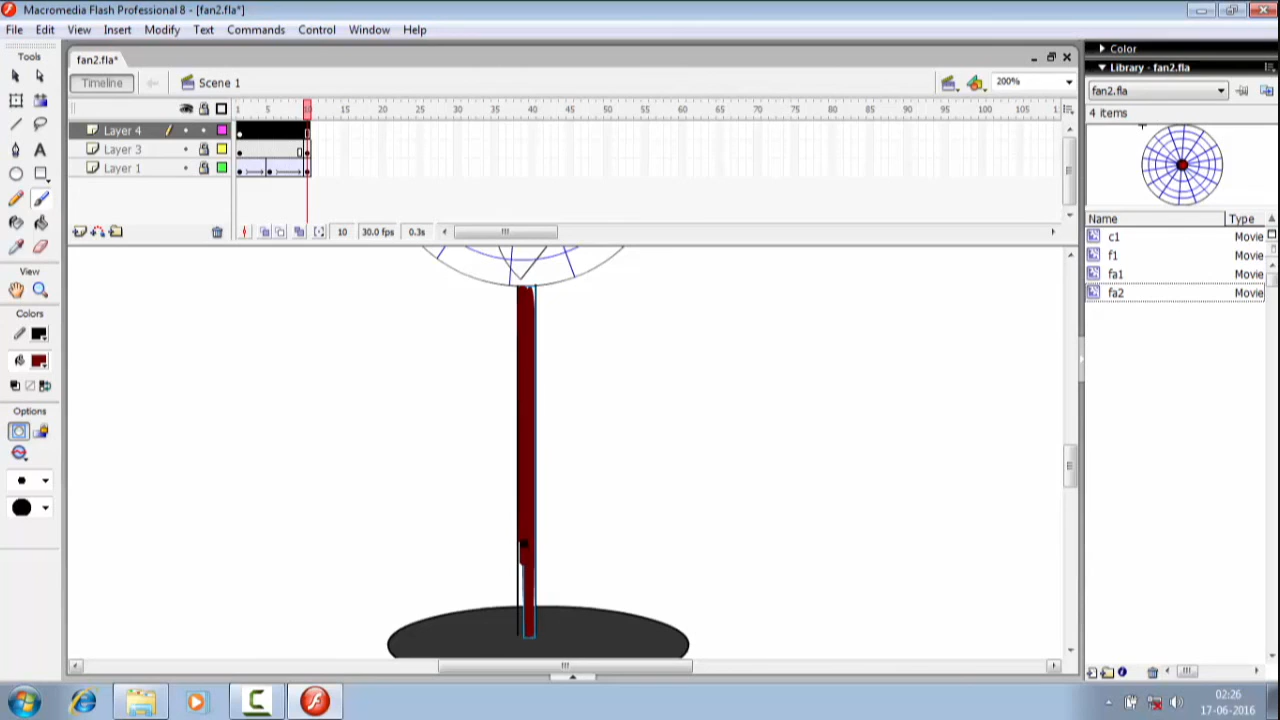 Macromedia Flash Professional 8 - [fan2.fla*]
File Edit View Insert Modify Text Commands Control Window Help
Tools
fan2.fla*
Color
Library - fan2.fla
Timeline
Scene 1
200%
fan2.fla
4 items
1 5 10 15 20 25 30 35 40 45 50 55 60 65 70 75 80 85 90 95 100 105 1
Layer 4
Layer 3
Layer 1
10 30.0 fps 0.3s
Name Type
c1 Movie
f1 Movie
fa1 Movie
fa2 Movie
View
Colors
Options
02:26
17-06-2016